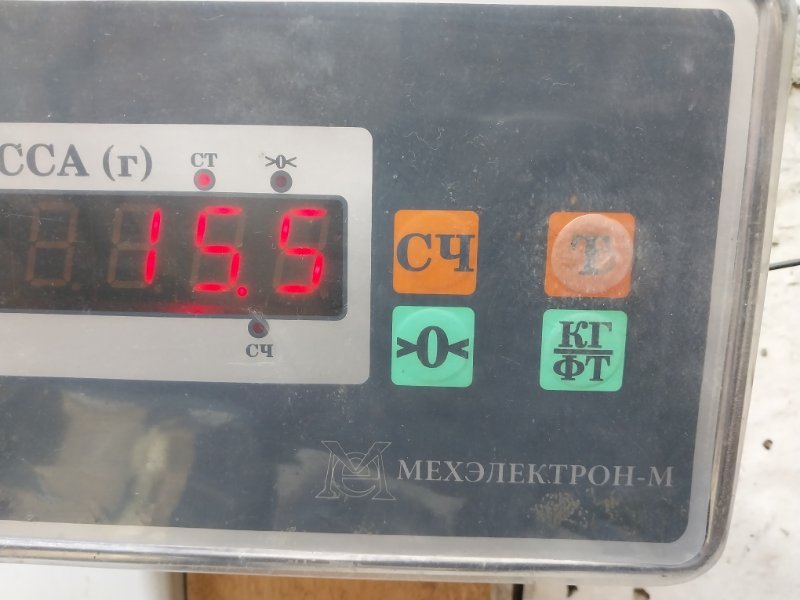 ССА (г)
СТ
>0<
15.5
СЧ
СЧ
Т
>0<
КГ
ФТ
МЕХЭЛЕКТРОН-М